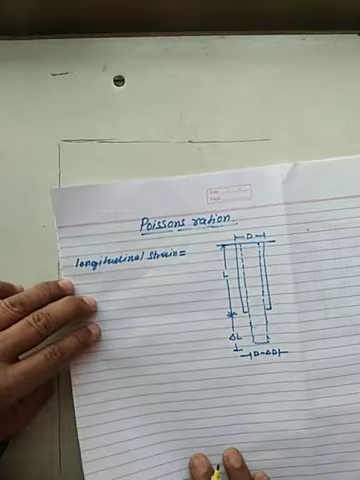 Poissons ration.
longitudinal strain=
D
L
ΔL
D-ΔD